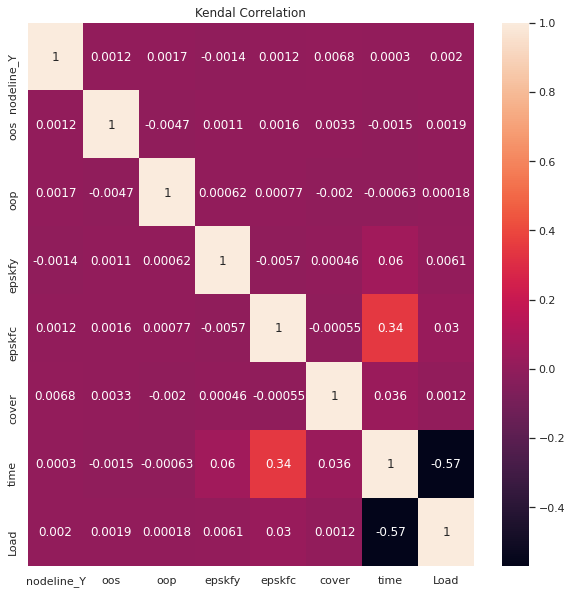 Kendal Correlation
nodeline_Y 1 0.0012 0.0017 -0.0014 0.0012 0.0068 0.0003 0.002
oos 0.0012 1 -0.0047 0.0011 0.0016 0.0033 -0.0015 0.0019
oop 0.0017 -0.0047 1 0.00062 0.00077 -0.002 -0.00063 0.00018
epskfy -0.0014 0.0011 0.00062 1 -0.0057 0.00046 0.06 0.0061
epskfc 0.0012 0.0016 0.00077 -0.0057 1 -0.00055 0.34 0.03
cover 0.0068 0.0033 -0.002 0.00046 -0.00055 1 0.036 0.0012
time 0.0003 -0.0015 -0.00063 0.06 0.34 0.036 1 -0.57
Load 0.002 0.0019 0.00018 0.0061 0.03 0.0012 -0.57 1
nodeline_Y oos oop epskfy epskfc cover time Load
1.0
0.8
0.6
0.4
0.2
0.0
−0.2
−0.4